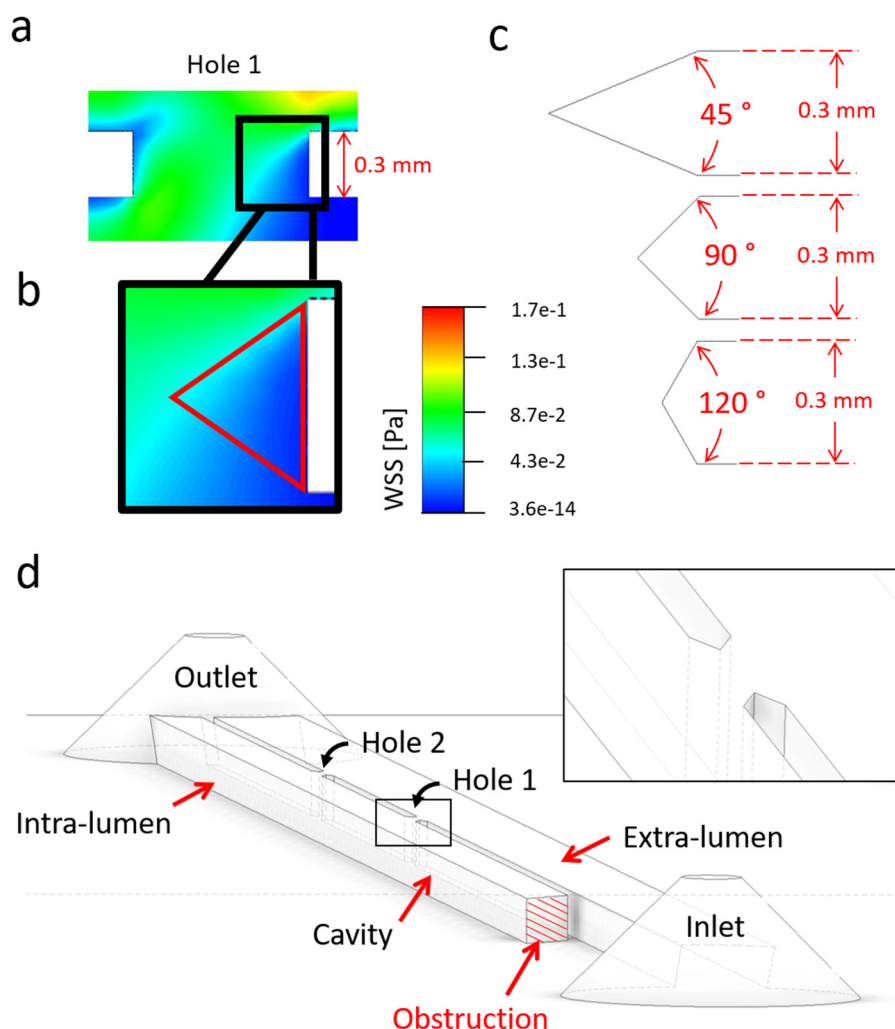 a
Hole 1
0.3 mm
b
WSS [Pa]
1.7e-1
1.3e-1
8.7e-2
4.3e-2
3.6e-14
c
45 °
0.3 mm
90 °
0.3 mm
120 °
0.3 mm
d
Outlet
Hole 2
Hole 1
Intra-lumen
Extra-lumen
Cavity
Inlet
Obstruction